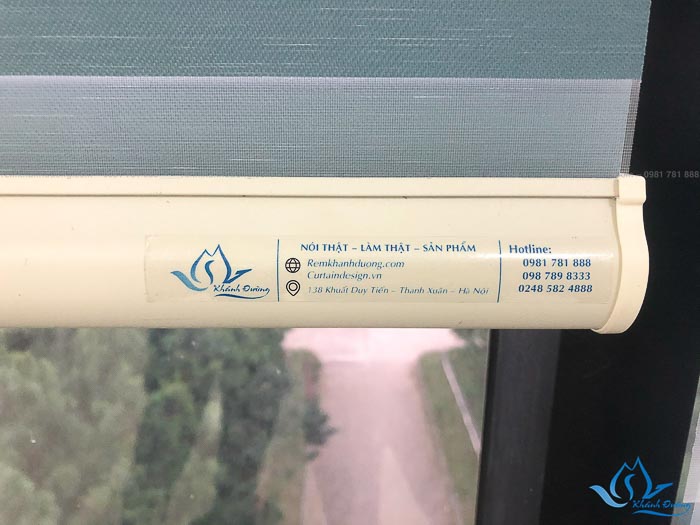 0981 781 888
NÓI THẬT – LÀM THẬT – SẢN PHẨM
Remkhanhduong.com
Curtaindesign.vn
138 Khuất Duy Tiến – Thanh Xuân – Hà Nội
Khánh Dương
Hotline:
0981 781 888
098 789 8333
0248 582 4888
Khánh Dương